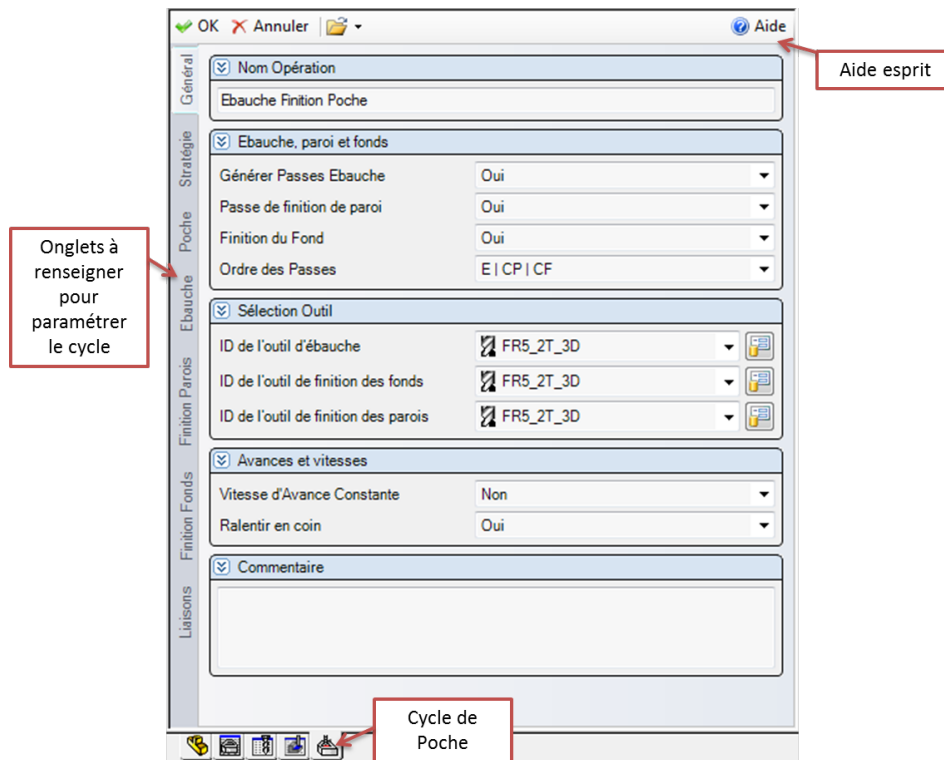 OK Annuler Aide
Aide esprit
Général
Stratégie
Poche
Ebauche
Finition Parois
Finition Fonds
Liaisons
Onglets à
renseigner
pour
paramétrer
le cycle
Nom Opération
Ebauche Finition Poche
Ebauche, paroi et fonds
Générer Passes Ebauche Oui
Passe de finition de paroi Oui
Finition du Fond Oui
Ordre des Passes E | CP | CF
Sélection Outil
ID de l'outil d'ébauche FR5_2T_3D
ID de l'outil de finition des fonds FR5_2T_3D
ID de l'outil de finition des parois FR5_2T_3D
Avances et vitesses
Vitesse d'Avance Constante Non
Ralentir en coin Oui
Commentaire
Cycle de
Poche